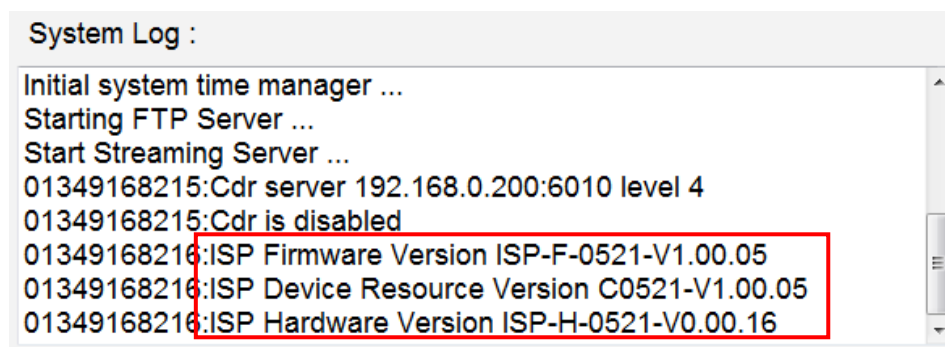 System Log :
Initial system time manager ...
Starting FTP Server ...
Start Streaming Server ...
01349168215:Cdr server 192.168.0.200:6010 level 4
01349168215:Cdr is disabled
01349168216:ISP Firmware Version ISP-F-0521-V1.00.05
01349168216:ISP Device Resource Version C0521-V1.00.05
01349168216:ISP Hardware Version ISP-H-0521-V0.00.16